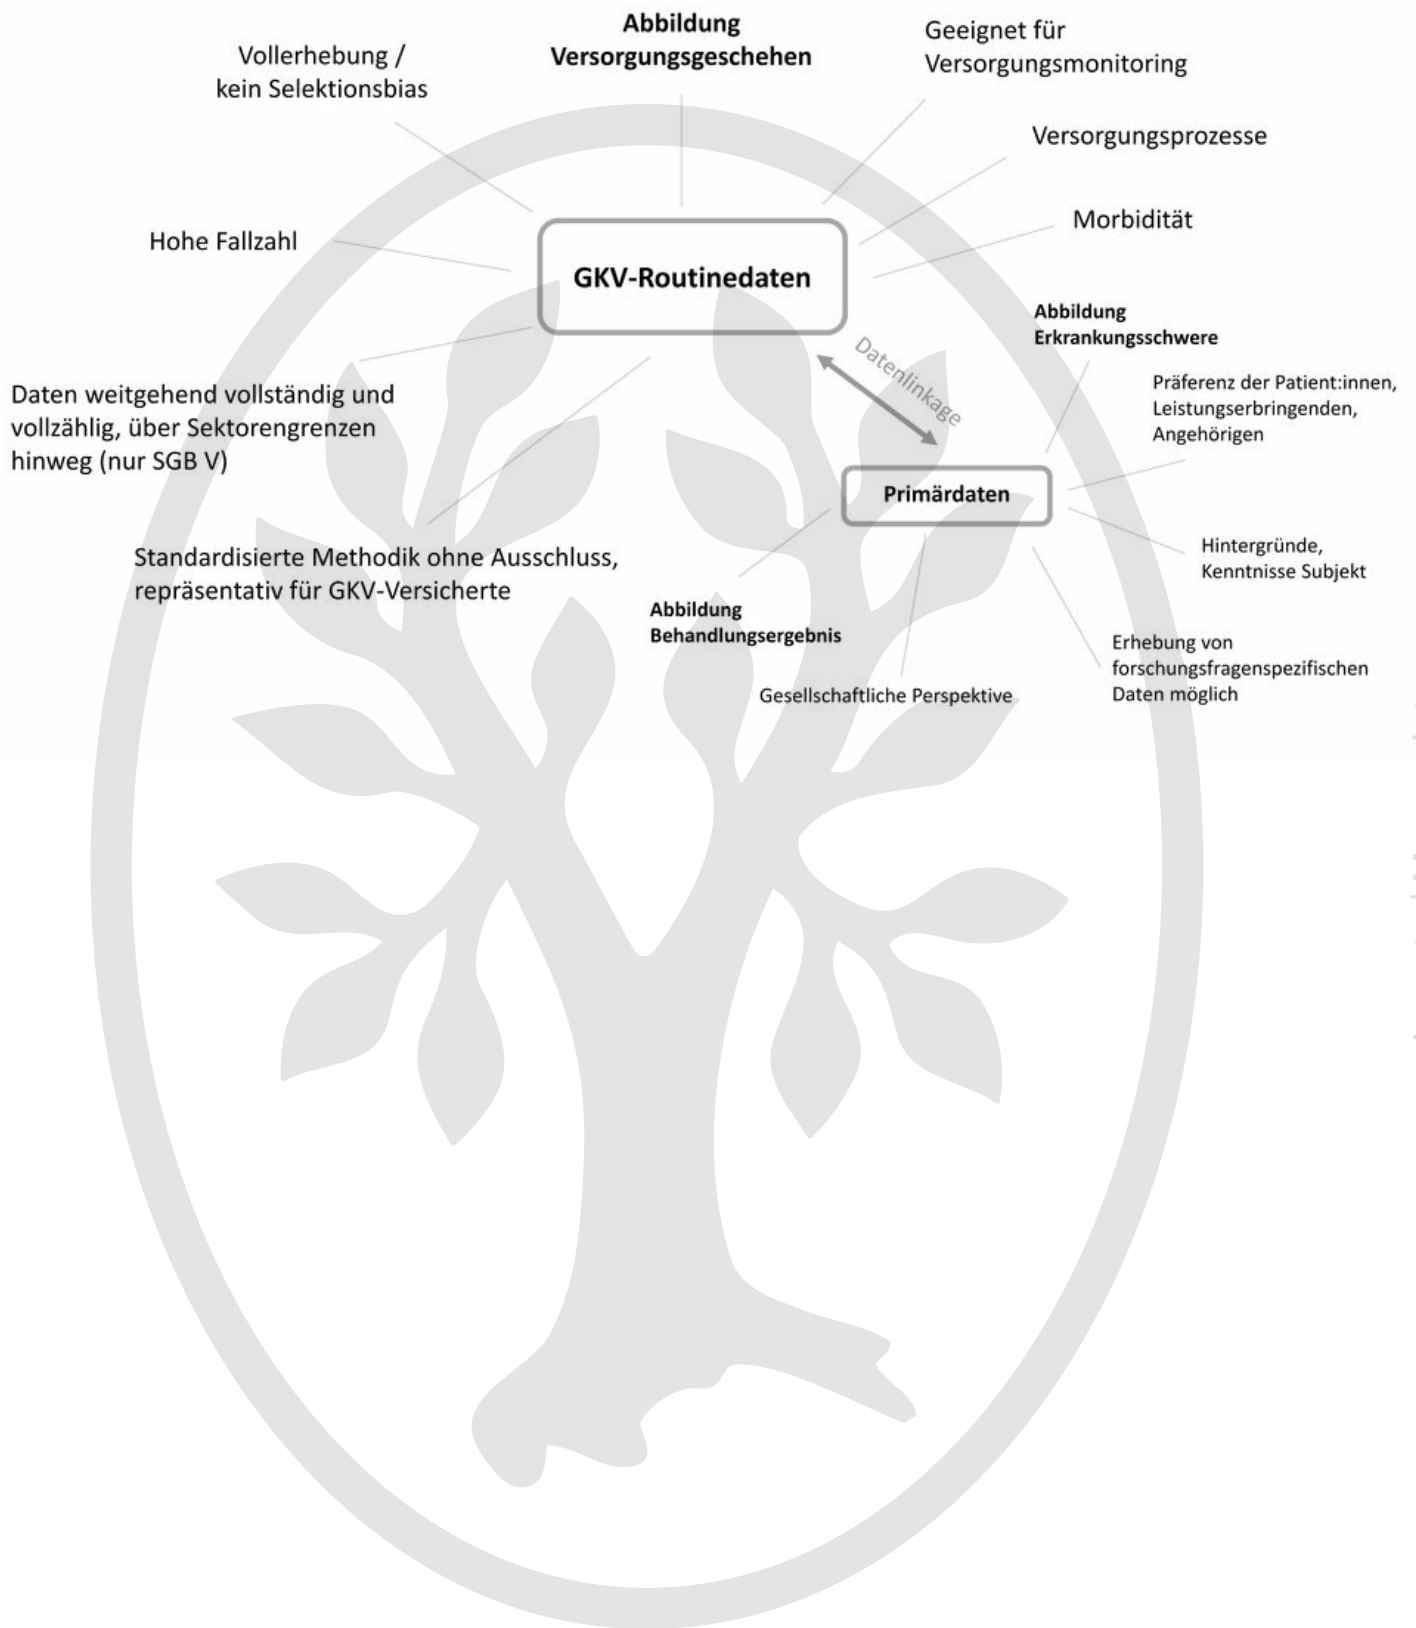 Abbildung
Versorgungsgeschehen
Vollerhebung /
kein Selektionsbias
Geeignet für
Versorgungsmonitoring
Versorgungsprozesse
Morbidität
Hohe Fallzahl
GKV-Routinedaten
Daten weitgehend vollständig und
vollzählig, über Sektorengrenzen
hinweg (nur SGB V)
Standardisierte Methodik ohne Ausschluss,
repräsentativ für GKV-Versicherte
Datenlinkage
Abbildung
Erkrankungsschwere
Präferenz der Patient:innen,
Leistungserbringenden,
Angehörigen
Primärdaten
Hintergründe,
Kenntnisse Subjekt
Abbildung
Behandlungsergebnis
Gesellschaftliche Perspektive
Erhebung von
forschungsfragenspezifischen
Daten möglich